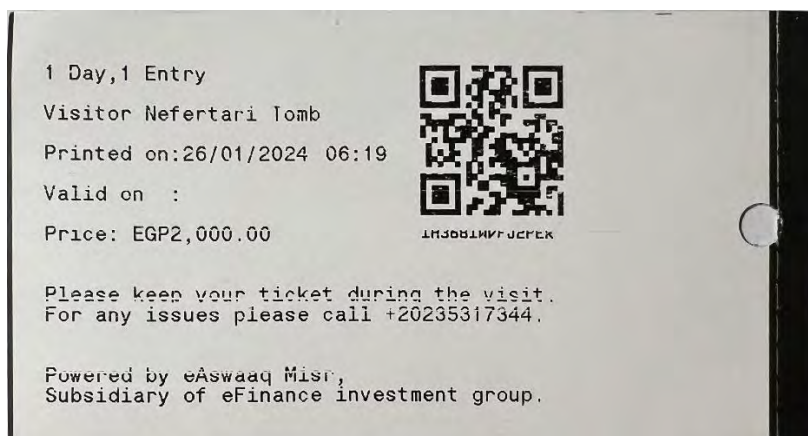 1 Day,1 Entry
Visitor Nefertari Tomb
Printed on:26/01/2024 06:19
Valid on :
Price: EGP2,000.00
Please keep your ticket during the visit.
For any issues please call +20235317344.
Powered by eAswaaq Misr,
Subsidiary of eFinance investment group.